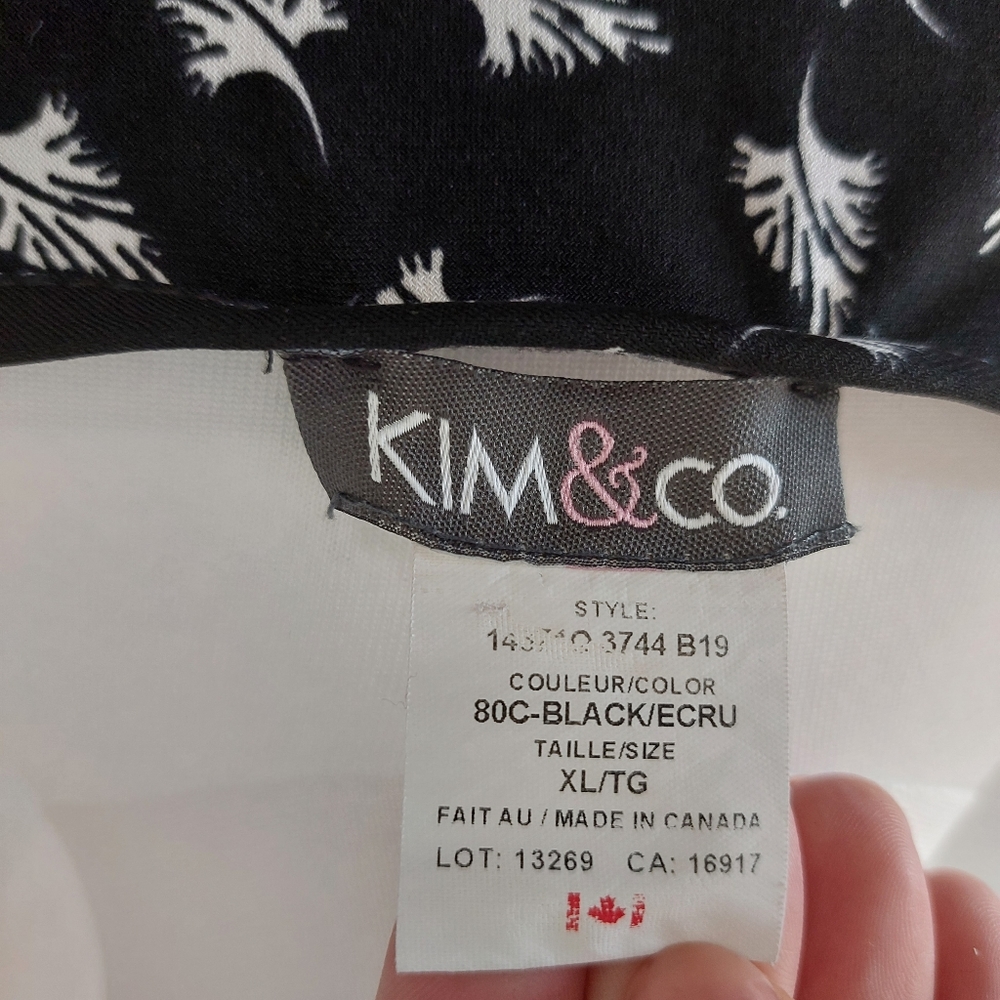 KIM&CO.
STYLE:
3744 B19
COULEUR/COLOR
80C-BLACK/ECRU
TAILLE/SIZE
XL/TG
FAIT AU / MADE IN CANADA
LOT: 13269 CA: 16917